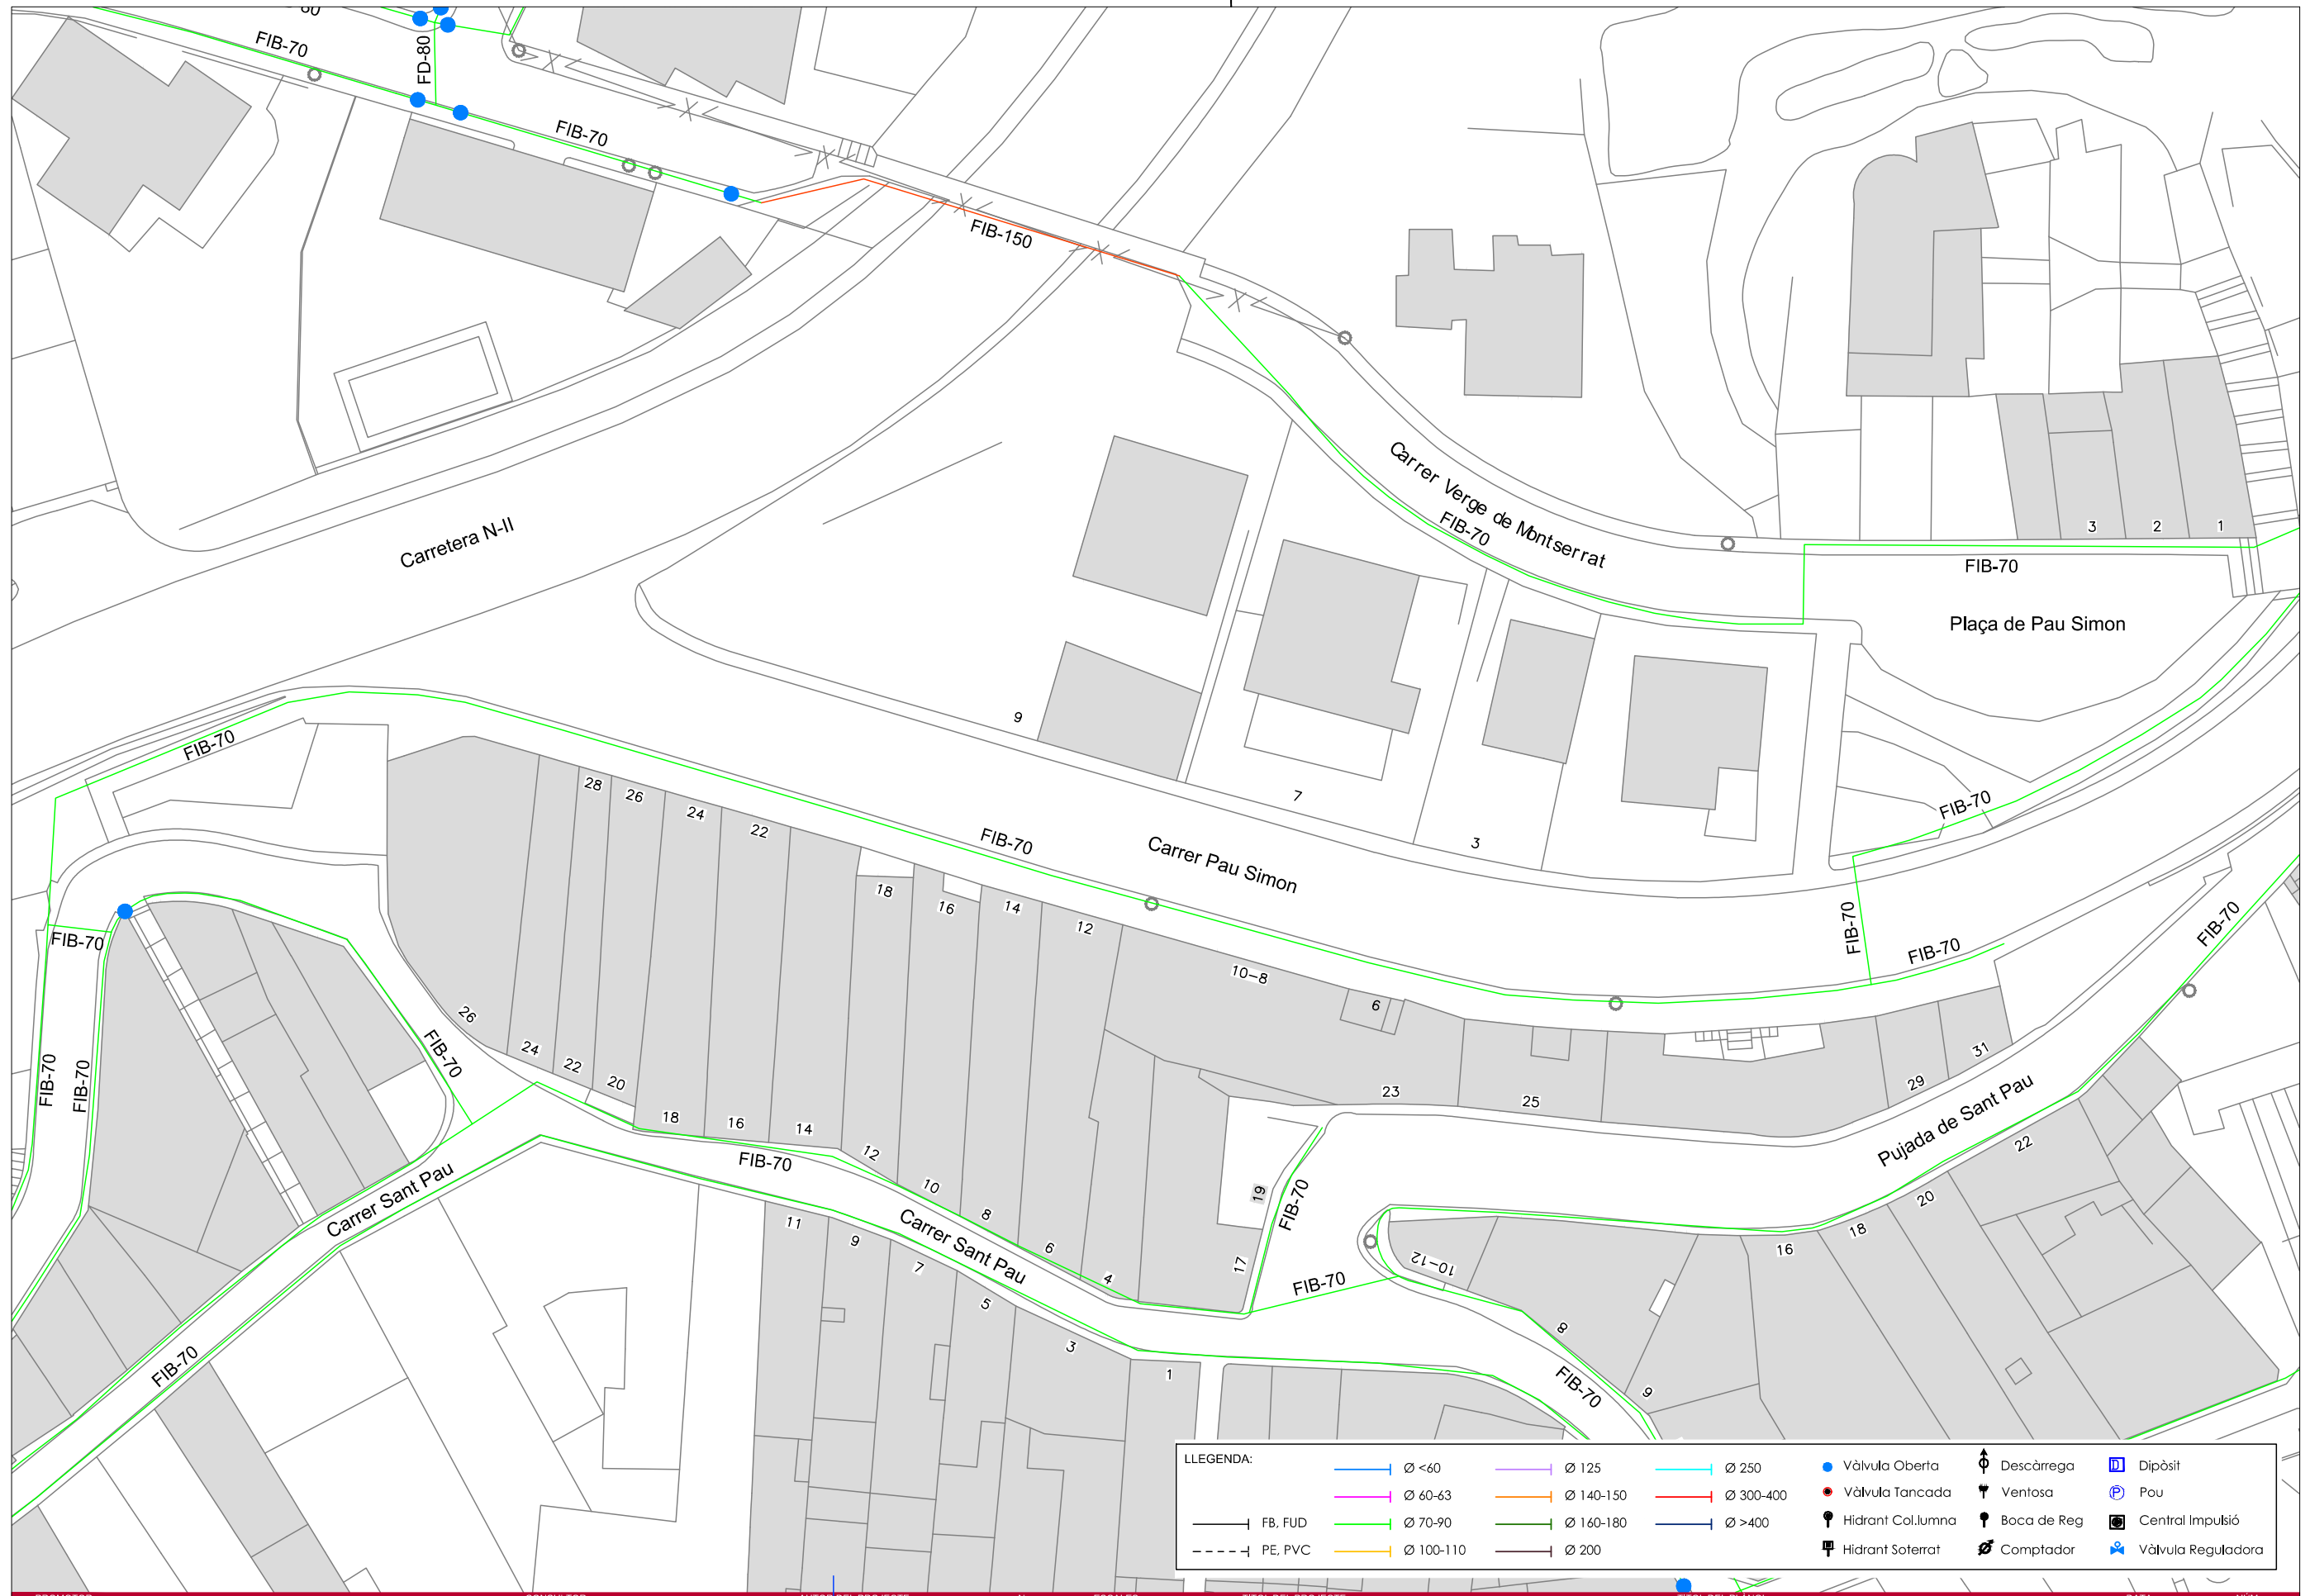 FIB-70
FD-80
FIB-70
FIB-150
Carretera N-II
Carrer Verge de Montserrat
FIB-70
3
2
1
FIB-70
Plaça de Pau Simon
9
7
3
FIB-70
FIB-70
28
26
24
22
18
16
14
12
10-8
6
FIB-70
Carrer Pau Simon
FIB-70
FIB-70
FIB-70
FIB-70
FIB-70
FIB-70
FIB-70
26
24
22
20
18
16
14
12
10
8
6
4
FIB-70
23
25
29
31
Pujada de Sant Pau
22
20
18
16
10-12
8
6
19
17
FIB-70
FIB-70
FIB-70
Carrer Sant Pau
Carrer Sant Pau
11
9
7
5
3
1
FIB-70
LLEGENDA:
FB, FUD
PE, PVC
Ø <60
Ø 60-63
Ø 70-90
Ø 100-110
Ø 125
Ø 140-150
Ø 160-180
Ø 200
Ø 250
Ø 300-400
Ø >400
Vàlvula Oberta
Vàlvula Tancada
Hidrant Col.lumna
Hidrant Soterrat
Descàrrega
Ventosa
Boca de Reg
Comptador
Dipòsit
Pou
Central Impulsió
Vàlvula Reguladora